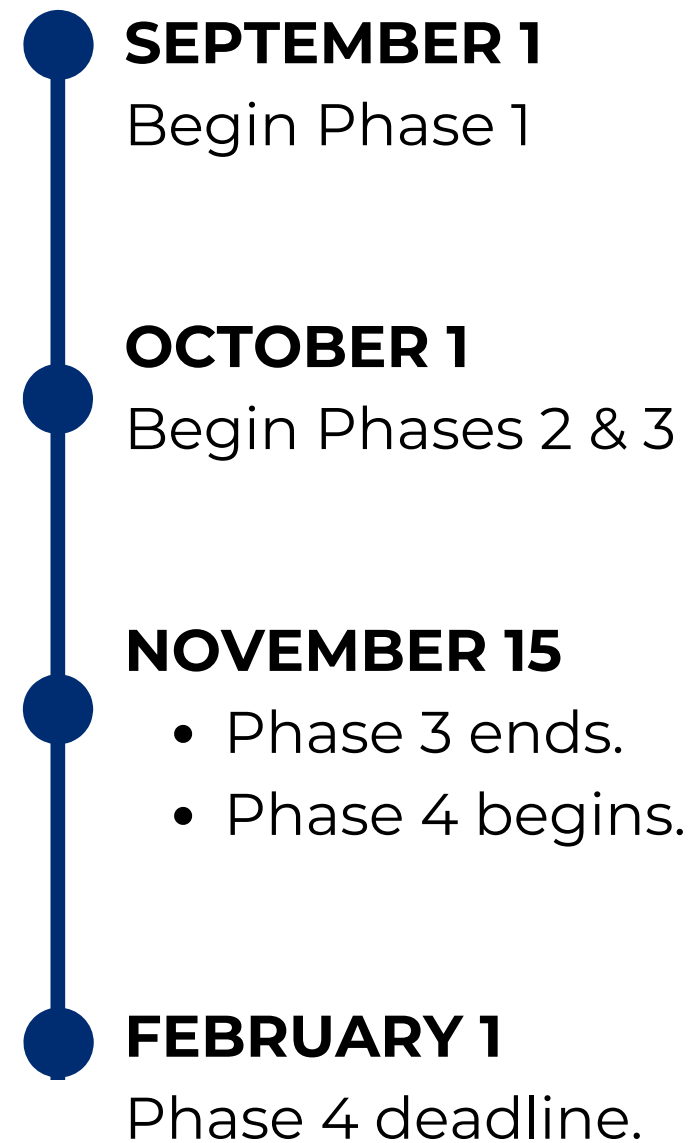 SEPTEMBER 1
Begin Phase 1
OCTOBER 1
Begin Phases 2 & 3
NOVEMBER 15
• Phase 3 ends.
• Phase 4 begins.
FEBRUARY 1
Phase 4 deadline.